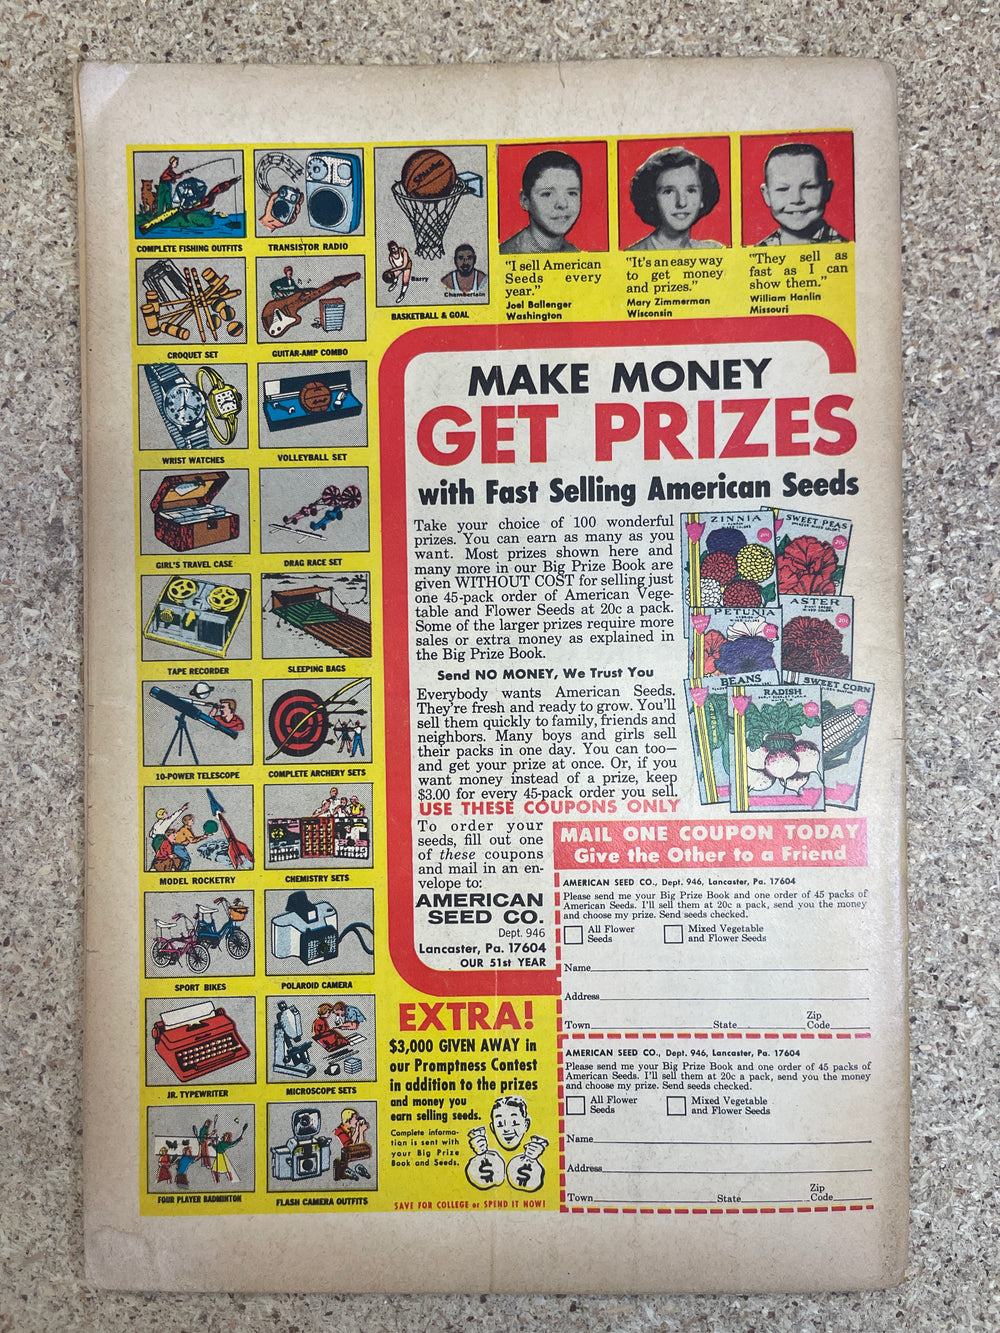 COMPLETE FISHING OUTFITS
TRANSISTOR RADIO
Spalding
Barry
Chamberlain
BASKETBALL & GOAL
CROQUET SET
GUITAR-AMP COMBO
WRIST WATCHES
VOLLEYBALL SET
GIRL'S TRAVEL CASE
DRAG RACE SET
TAPE RECORDER
SLEEPING BAGS
10-POWER TELESCOPE
COMPLETE ARCHERY SETS
MODEL ROCKETRY
CHEMISTRY SETS
SPORT BIKES
POLAROID CAMERA
JR. TYPEWRITER
MICROSCOPE SETS
FOUR PLAYER BADMINTON
FLASH CAMERA OUTFITS
"I sell American
Seeds every
year."
Joel Ballenger
Washington
"It's an easy way
to get money
and prizes."
Mary Zimmerman
Wisconsin
"They sell as
fast as I can
show them."
William Hanlin
Missouri
MAKE MONEY
GET PRIZES
with Fast Selling American Seeds
Take your choice of 100 wonderful
prizes. You can earn as many as you
want. Most prizes shown here and
many more in our Big Prize Book are
given WITHOUT COST for selling just
one 45-pack order of American Vege-
table and Flower Seeds at 20c a pack.
Some of the larger prizes require more
sales or extra money as explained in
the Big Prize Book.
Send NO MONEY, We Trust You
Everybody wants American Seeds.
They're fresh and ready to grow. You'll
sell them quickly to family, friends and
neighbors. Many boys and girls sell
their packs in one day. You can too—
and get your prize at once. Or, if you
want money instead of a prize, keep
$3.00 for every 45-pack order you sell.
ZINNIA
SWEET PEAS
PETUNIA
ASTER
BEANS
RADISH
SWEET CORN
USE THESE COUPONS ONLY
To order your
seeds, fill out one
of these coupons
and mail in an en-
velope to:
AMERICAN
SEED CO.
Dept. 946
Lancaster, Pa. 17604
OUR 51st YEAR
MAIL ONE COUPON TODAY
Give the Other to a Friend
AMERICAN SEED CO., Dept. 946, Lancaster, Pa. 17604
Please send me your Big Prize Book and one order of 45 packs of
American Seeds. I'll sell them at 20c a pack, send you the money
and choose my prize. Send seeds checked.
All Flower
Seeds
Mixed Vegetable
and Flower Seeds
Name
Address
Town State Zip
Code
AMERICAN SEED CO., Dept. 946, Lancaster, Pa. 17604
Please send me your Big Prize Book and one order of 45 packs of
American Seeds. I'll sell them at 20c a pack, send you the money
and choose my prize. Send seeds checked.
All Flower
Seeds
Mixed Vegetable
and Flower Seeds
Name
Address
Town State Zip
Code
EXTRA!
$3,000 GIVEN AWAY in
our Promptness Contest
in addition to the prizes
and money you
earn selling seeds.
Complete informa-
tion is sent with
your Big Prize
Book and Seeds.
$ $
SAVE FOR COLLEGE or SPEND IT NOW!